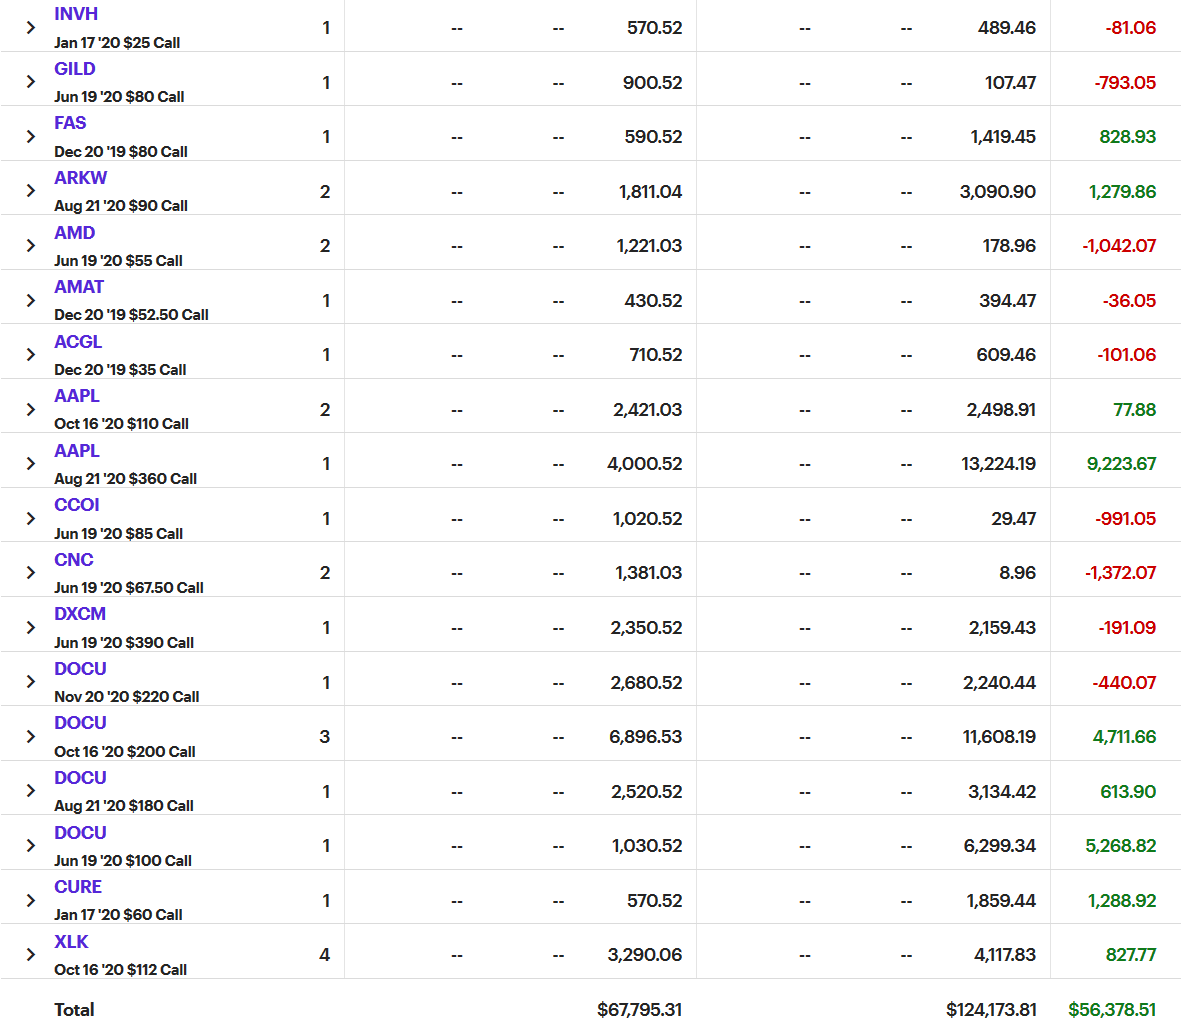 INVH
Jan 17 '20 $25 Call
1 -- -- 570.52 -- -- 489.46 -81.06
GILD
Jun 19 '20 $80 Call
1 -- -- 900.52 -- -- 107.47 -793.05
FAS
Dec 20 '19 $80 Call
1 -- -- 590.52 -- -- 1,419.45 828.93
ARKW
Aug 21 '20 $90 Call
2 -- -- 1,811.04 -- -- 3,090.90 1,279.86
AMD
Jun 19 '20 $55 Call
2 -- -- 1,221.03 -- -- 178.96 -1,042.07
AMAT
Dec 20 '19 $52.50 Call
1 -- -- 430.52 -- -- 394.47 -36.05
ACGL
Dec 20 '19 $35 Call
1 -- -- 710.52 -- -- 609.46 -101.06
AAPL
Oct 16 '20 $110 Call
2 -- -- 2,421.03 -- -- 2,498.91 77.88
AAPL
Aug 21 '20 $360 Call
1 -- -- 4,000.52 -- -- 13,224.19 9,223.67
CCOI
Jun 19 '20 $85 Call
1 -- -- 1,020.52 -- -- 29.47 -991.05
CNC
Jun 19 '20 $67.50 Call
2 -- -- 1,381.03 -- -- 8.96 -1,372.07
DXCM
Jun 19 '20 $390 Call
1 -- -- 2,350.52 -- -- 2,159.43 -191.09
DOCU
Nov 20 '20 $220 Call
1 -- -- 2,680.52 -- -- 2,240.44 -440.07
DOCU
Oct 16 '20 $200 Call
3 -- -- 6,896.53 -- -- 11,608.19 4,711.66
DOCU
Aug 21 '20 $180 Call
1 -- -- 2,520.52 -- -- 3,134.42 613.90
DOCU
Jun 19 '20 $100 Call
1 -- -- 1,030.52 -- -- 6,299.34 5,268.82
CURE
Jan 17 '20 $60 Call
1 -- -- 570.52 -- -- 1,859.44 1,288.92
XLK
Oct 16 '20 $112 Call
4 -- -- 3,290.06 -- -- 4,117.83 827.77
Total $67,795.31 $124,173.81 $56,378.51